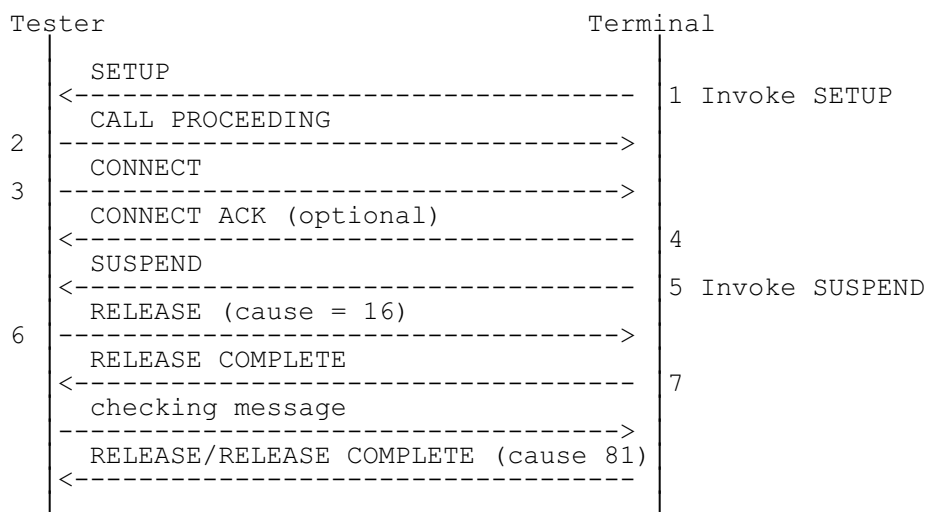 Tester Terminal
SETUP
<----------------------------------- 1 Invoke SETUP
CALL PROCEEDING
2 ----------------------------------->
CONNECT
3 ----------------------------------->
CONNECT ACK (optional)
<----------------------------------- 4
SUSPEND
<----------------------------------- 5 Invoke SUSPEND
RELEASE (cause = 16)
6 ----------------------------------->
RELEASE COMPLETE
<----------------------------------- 7
checking message
----------------------------------->
RELEASE/RELEASE COMPLETE (cause 81)
<-----------------------------------